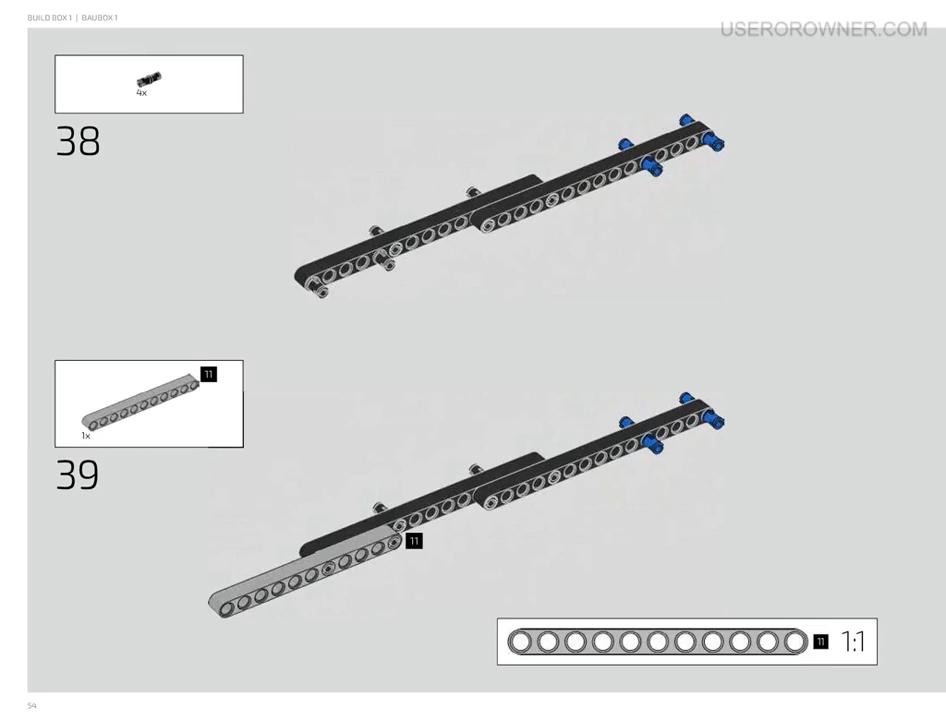 BUILD BOX 1 | BAUBOX 1
USEROROWNER.COM
4x
38
11
1x
39
11
11 1:1
54